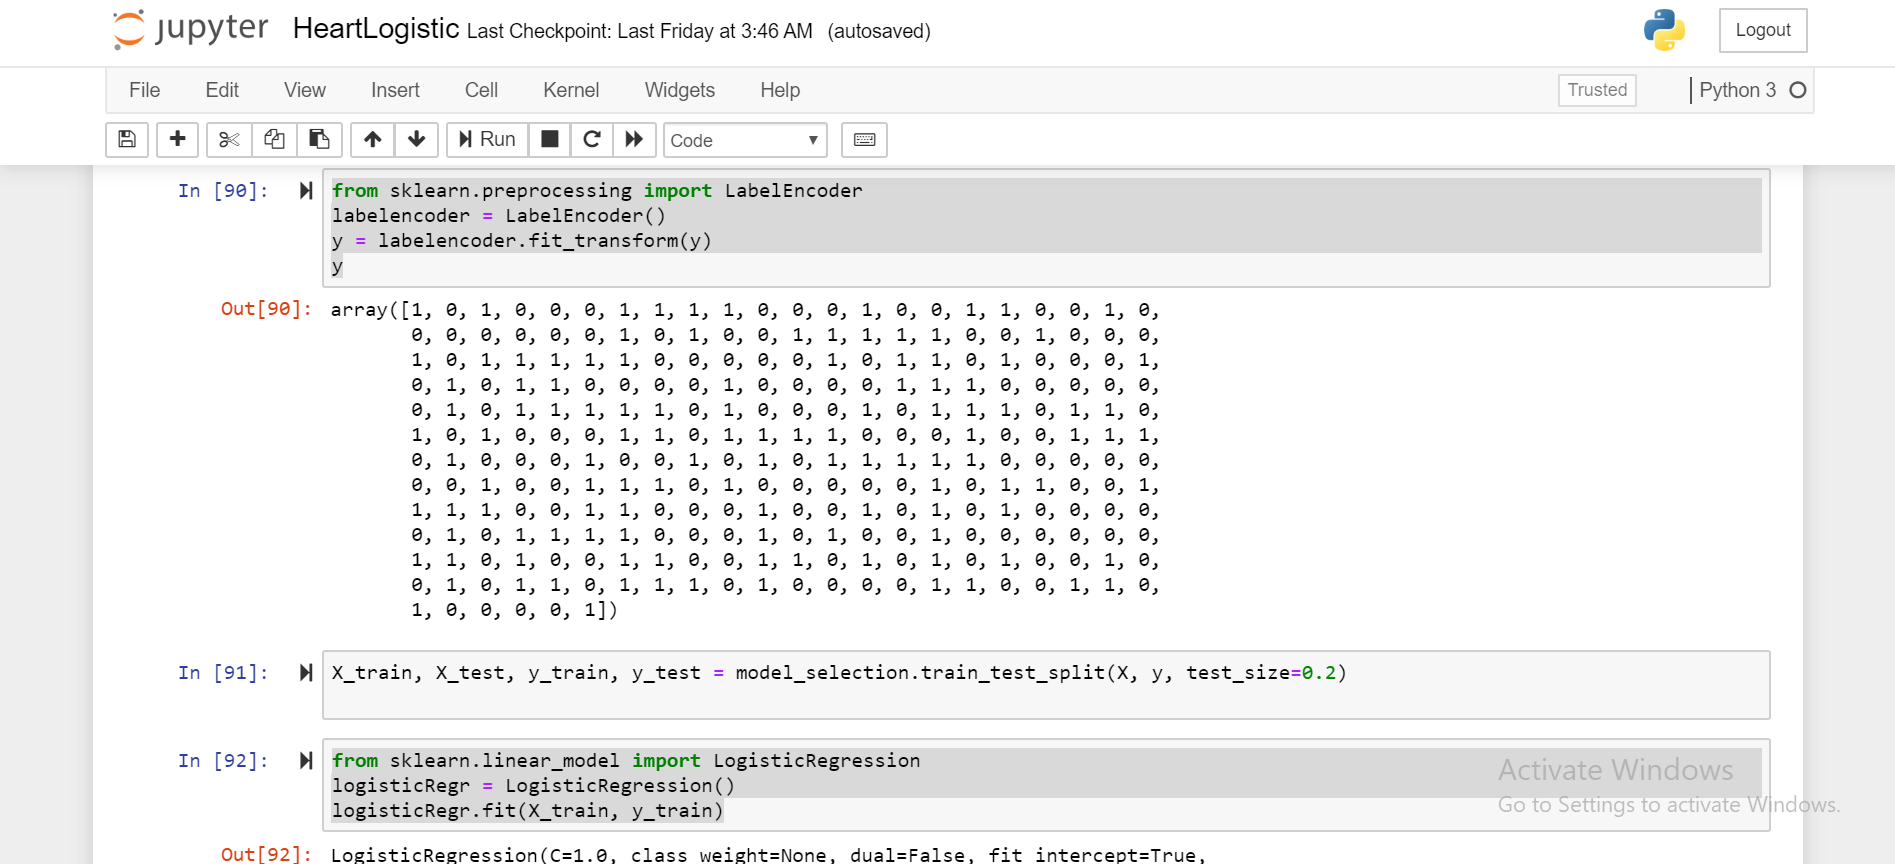 jupyter HeartLogistic Last Checkpoint: Last Friday at 3:46 AM (autosaved) Logout
File Edit View Insert Cell Kernel Widgets Help Trusted Python 3
Run Code
In [90]: from sklearn.preprocessing import LabelEncoder
labelencoder = LabelEncoder()
y = labelencoder.fit_transform(y)
y
Out[90]: array([1, 0, 1, 0, 0, 0, 1, 1, 1, 1, 0, 0, 0, 1, 0, 0, 1, 1, 0, 0, 1, 0,
0, 0, 0, 0, 0, 0, 1, 0, 1, 0, 0, 1, 1, 1, 1, 1, 0, 0, 1, 0, 0, 0,
1, 0, 1, 1, 1, 1, 1, 0, 0, 0, 0, 0, 1, 0, 1, 1, 0, 1, 0, 0, 0, 1,
0, 1, 0, 1, 1, 0, 0, 0, 0, 1, 0, 0, 0, 0, 1, 1, 1, 0, 0, 0, 0, 0,
0, 1, 0, 1, 1, 1, 1, 1, 0, 1, 0, 0, 0, 1, 0, 1, 1, 1, 0, 1, 1, 0,
1, 0, 1, 0, 0, 0, 1, 1, 0, 1, 1, 1, 1, 0, 0, 0, 1, 0, 0, 1, 1, 1,
0, 1, 0, 0, 0, 1, 0, 0, 1, 0, 1, 0, 1, 1, 1, 1, 1, 0, 0, 0, 0, 0,
0, 0, 1, 0, 0, 1, 1, 1, 0, 1, 0, 0, 0, 0, 0, 1, 0, 1, 1, 0, 0, 1,
1, 1, 1, 0, 0, 1, 1, 0, 0, 0, 1, 0, 0, 1, 0, 1, 0, 1, 0, 0, 0, 0,
0, 1, 0, 1, 1, 1, 1, 0, 0, 0, 1, 0, 1, 0, 0, 1, 0, 0, 0, 0, 0, 0,
1, 1, 0, 1, 0, 0, 1, 1, 0, 0, 1, 1, 0, 1, 0, 1, 0, 1, 0, 0, 1, 0,
0, 1, 0, 1, 1, 0, 1, 1, 1, 0, 1, 0, 0, 0, 0, 1, 1, 0, 0, 1, 1, 0,
1, 0, 0, 0, 0, 1])
In [91]: X_train, X_test, y_train, y_test = model_selection.train_test_split(X, y, test_size=0.2)
In [92]: from sklearn.linear_model import LogisticRegression
logisticRegr = LogisticRegression()
logisticRegr.fit(X_train, y_train)
Activate Windows
Go to Settings to activate Windows.
Out[92]: LogisticRegression(C=1.0, class_weight=None, dual=False, fit_intercept=True,